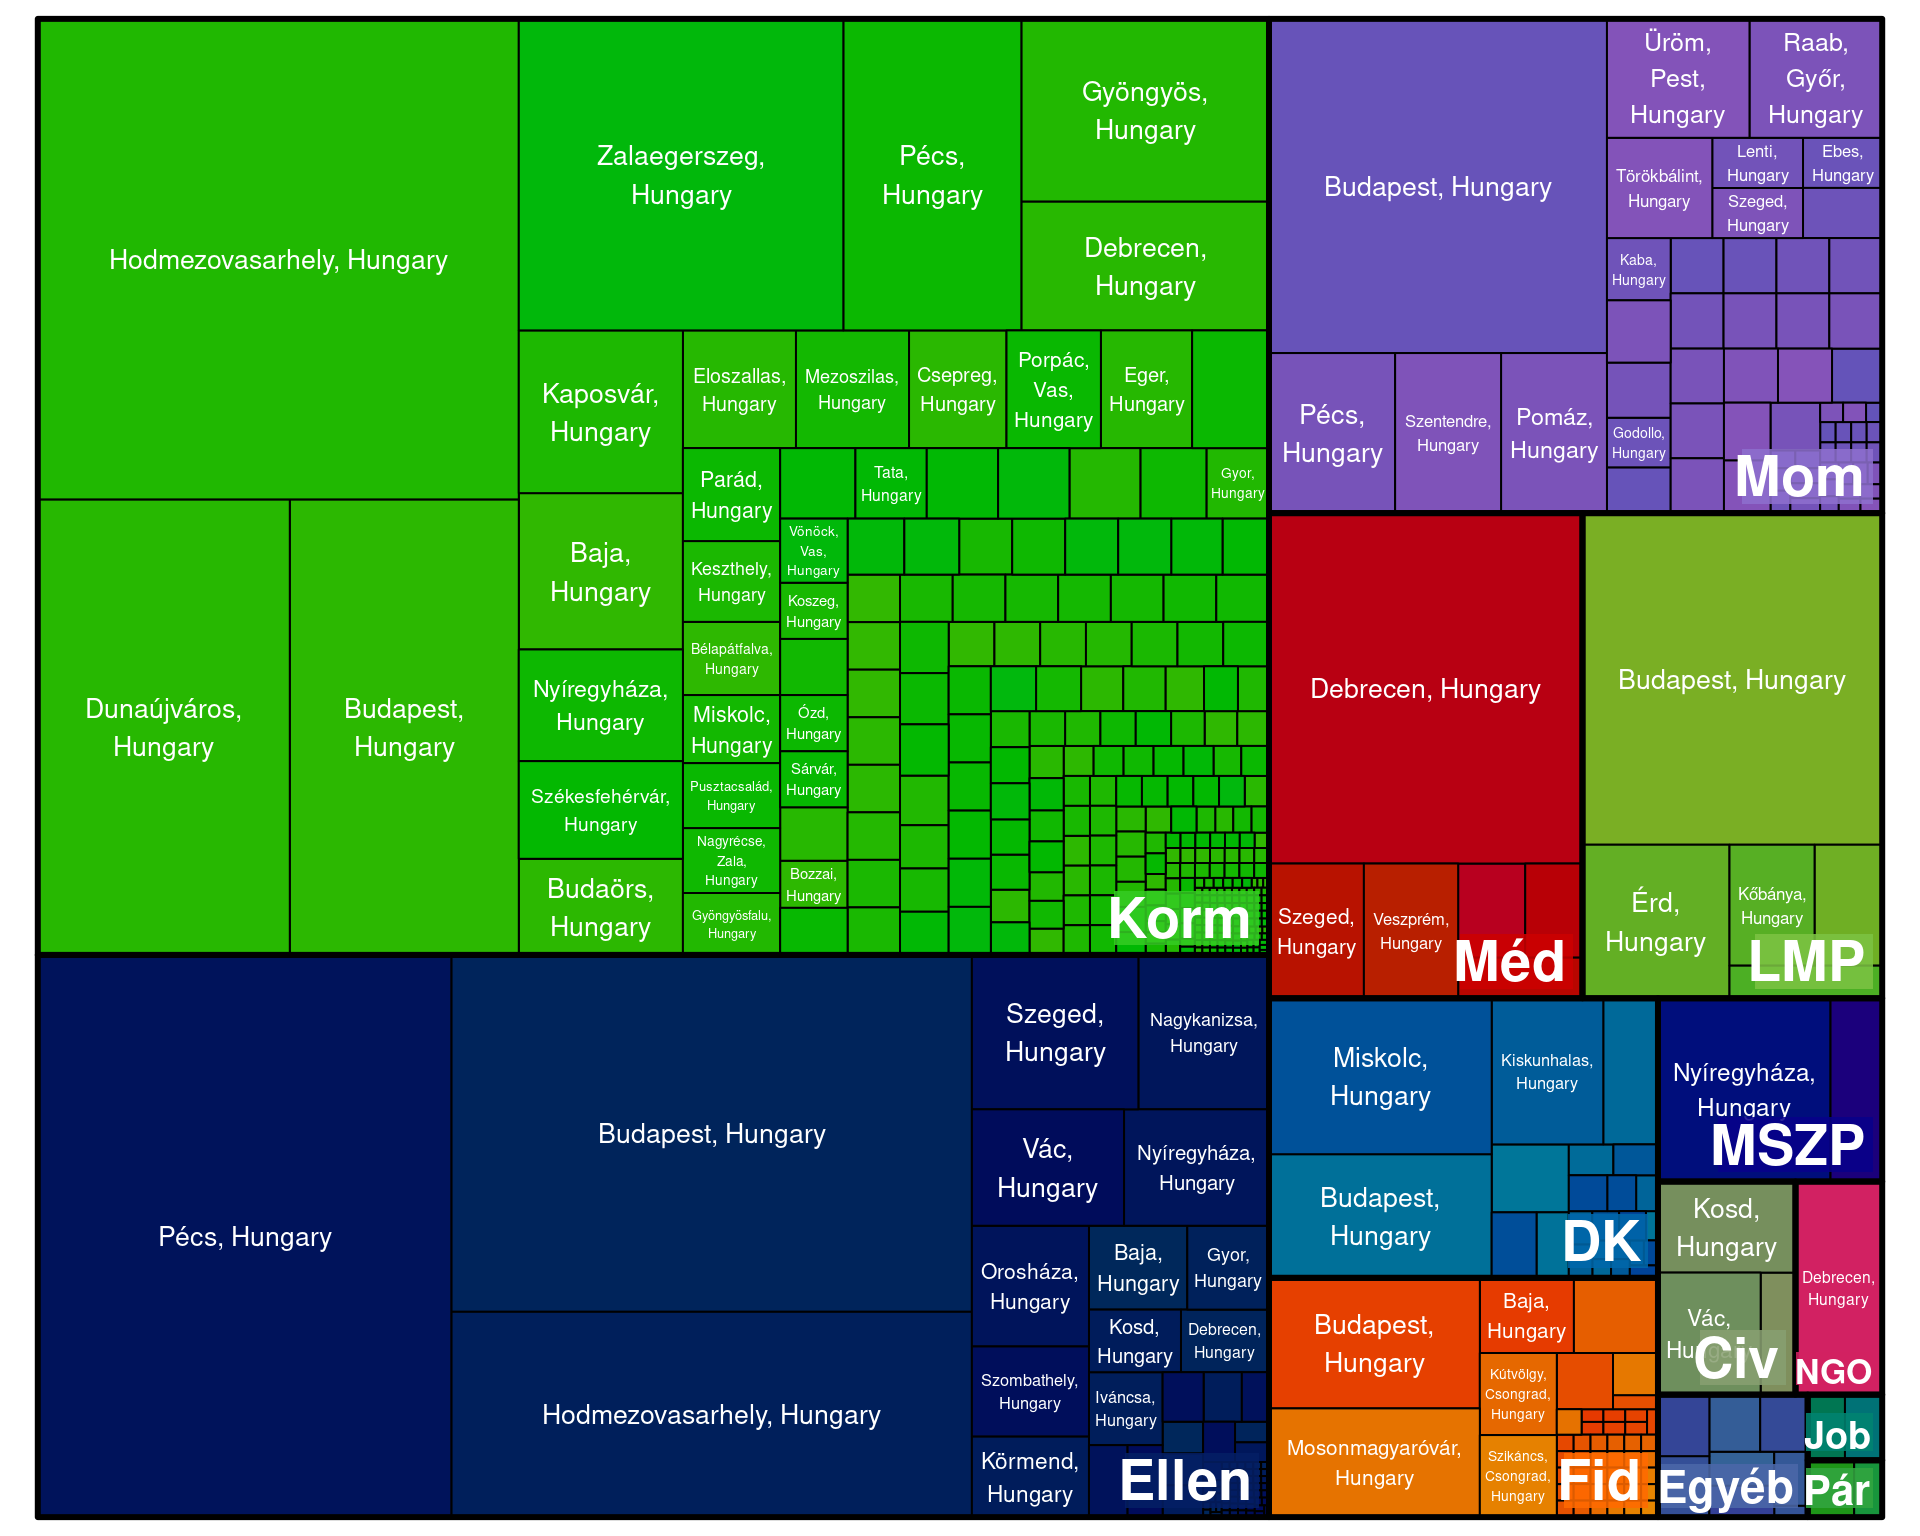 Hodmezovasarhely, Hungary
Dunaújváros,
Hungary
Budapest,
Hungary
Zalaegerszeg,
Hungary
Pécs,
Hungary
Gyöngyös,
Hungary
Debrecen,
Hungary
Kaposvár,
Hungary
Baja,
Hungary
Nyíregyháza,
Hungary
Székesfehérvár,
Hungary
Budaörs,
Hungary
Eloszallas,
Hungary
Mezoszilas,
Hungary
Csepreg,
Hungary
Porpác,
Vas,
Hungary
Eger,
Hungary
Parád,
Hungary
Keszthely,
Hungary
Bélapátfalva,
Hungary
Miskolc,
Hungary
Pusztacsalád,
Hungary
Nagyrécse,
Zala,
Hungary
Gyöngyösfalu,
Hungary
Tata,
Hungary
Gyor,
Hungary
Vönöck,
Vas,
Hungary
Koszeg,
Hungary
Ózd,
Hungary
Sárvár,
Hungary
Bozzai,
Hungary
Korm
Pécs, Hungary
Budapest, Hungary
Hodmezovasarhely, Hungary
Szeged,
Hungary
Nagykanizsa,
Hungary
Vác,
Hungary
Nyíregyháza,
Hungary
Orosháza,
Hungary
Szombathely,
Hungary
Körmend,
Hungary
Baja,
Hungary
Gyor,
Hungary
Kosd,
Hungary
Debrecen,
Hungary
Iváncsa,
Hungary
Ellen
Budapest, Hungary
Pécs,
Hungary
Szentendre,
Hungary
Pomáz,
Hungary
Üröm,
Pest,
Hungary
Raab,
Győr,
Hungary
Törökbálint,
Hungary
Lenti,
Hungary
Ebes,
Hungary
Szeged,
Hungary
Kaba,
Hungary
Godollo,
Hungary
Mom
Debrecen, Hungary
Szeged,
Hungary
Veszprém,
Hungary
Méd
Budapest, Hungary
Érd,
Hungary
Kőbánya,
Hungary
LMP
Miskolc,
Hungary
Budapest,
Hungary
Kiskunhalas,
Hungary
DK
Nyíregyháza,
Hungary
MSZP
Budapest,
Hungary
Mosonmagyaróvár,
Hungary
Baja,
Hungary
Kútvölgy,
Csongrad,
Hungary
Szikáncs,
Csongrad,
Hungary
Fid
Kosd,
Hungary
Vác,
Hungary
Civ
Debrecen,
Hungary
NGO
Egyéb
Job
Pár